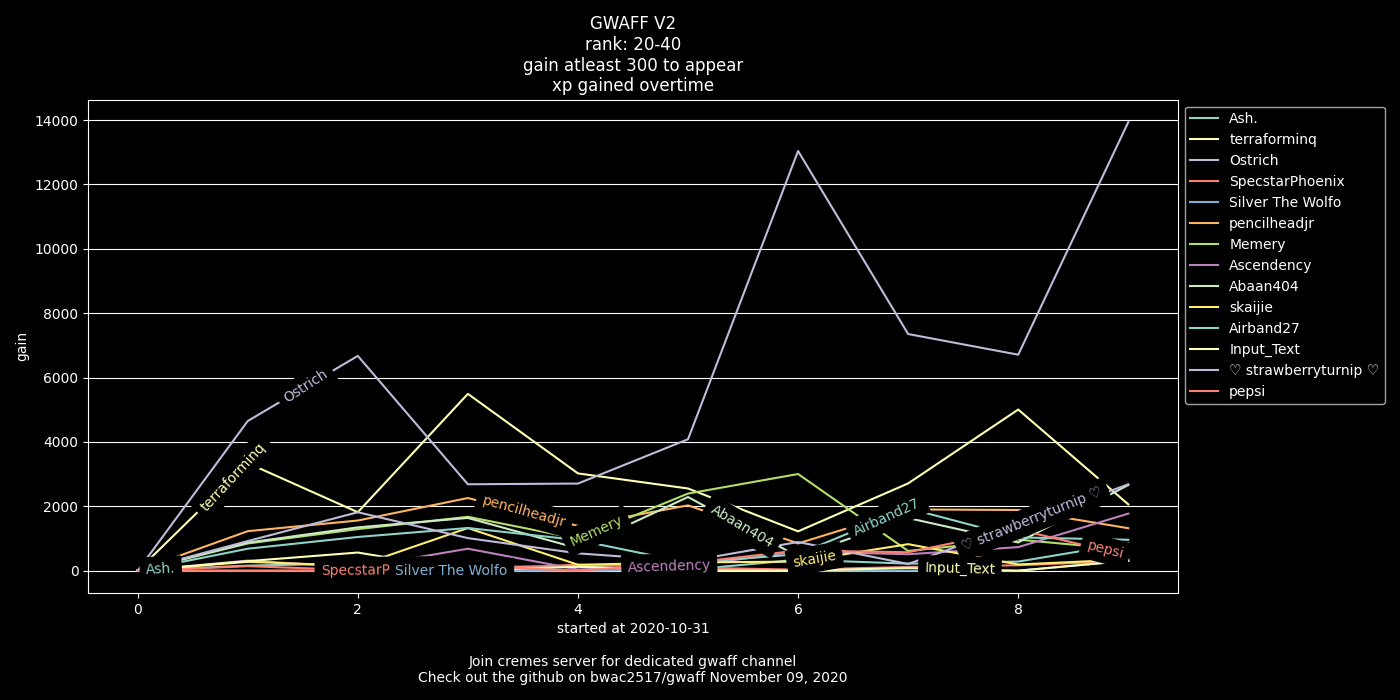 GWAFF V2
rank: 20-40
gain atleast 300 to appear
xp gained overtime
gain
14000
12000
10000
8000
6000
4000
2000
0
Ostrich
terraforminq
pencilheadjr
Memery
Abaan404
Airband27
♡ strawberryturnip ♡
pepsi
skaijie
Input_Text
Ascendency
Silver The Wolfo
SpecstarP
Ash.
0 2 4 6 8
started at 2020-10-31
Ash.
terraforminq
Ostrich
SpecstarPhoenix
Silver The Wolfo
pencilheadjr
Memery
Ascendency
Abaan404
skaijie
Airband27
Input_Text
♡ strawberryturnip ♡
pepsi
Join cremes server for dedicated gwaff channel
Check out the github on bwac2517/gwaff November 09, 2020